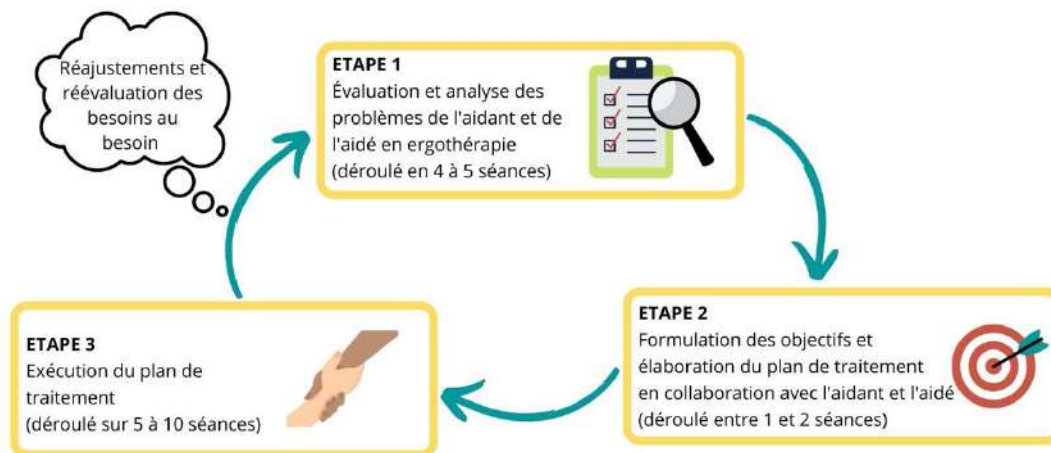 Réajustements et
réévaluation des
besoins au
besoin
ETAPE 1
Évaluation et analyse des
problèmes de l'aidant et de
l'aidé en ergothérapie
(déroulé en 4 à 5 séances)
ETAPE 2
Formulation des objectifs et
élaboration du plan de traitement
en collaboration avec l'aidant et l'aidé
(déroulé entre 1 et 2 séances)
ETAPE 3
Exécution du plan de
traitement
(déroulé sur 5 à 10 séances)